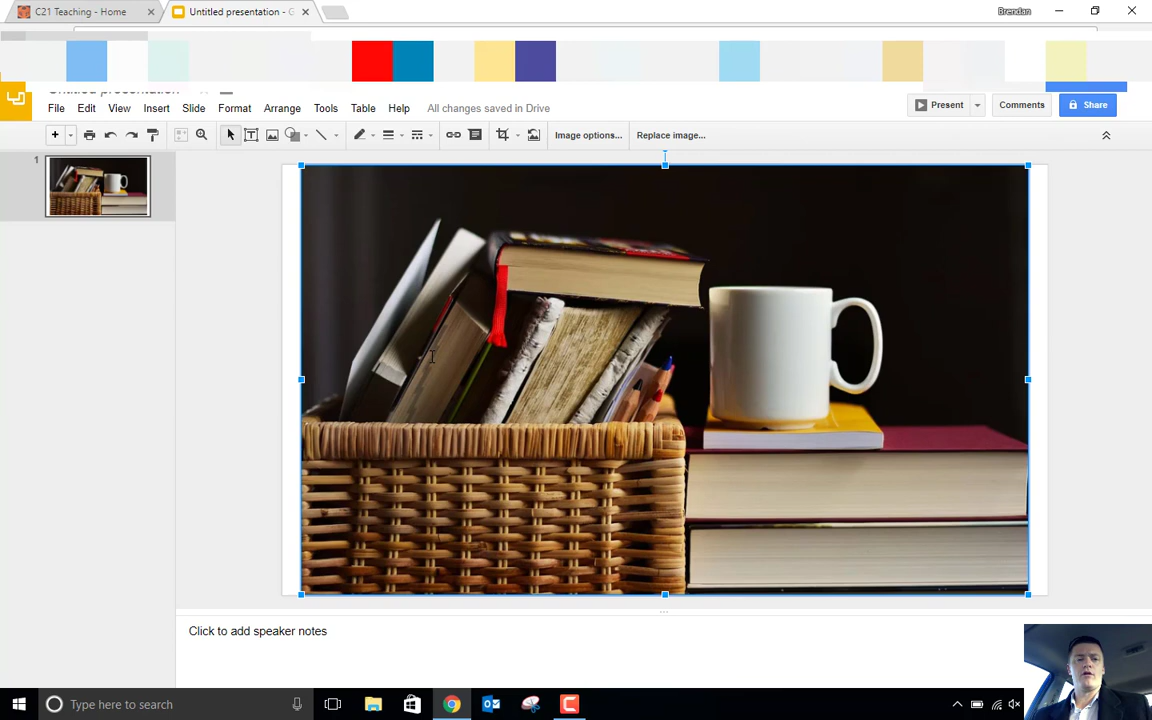 C21 Teaching - Home
Untitled presentation - G
Brendan
Untitled presentation
File Edit View Insert Slide Format Arrange Tools Table Help All changes saved in Drive
Present Comments Share
Image options... Replace image...
1
Click to add speaker notes
Type here to search